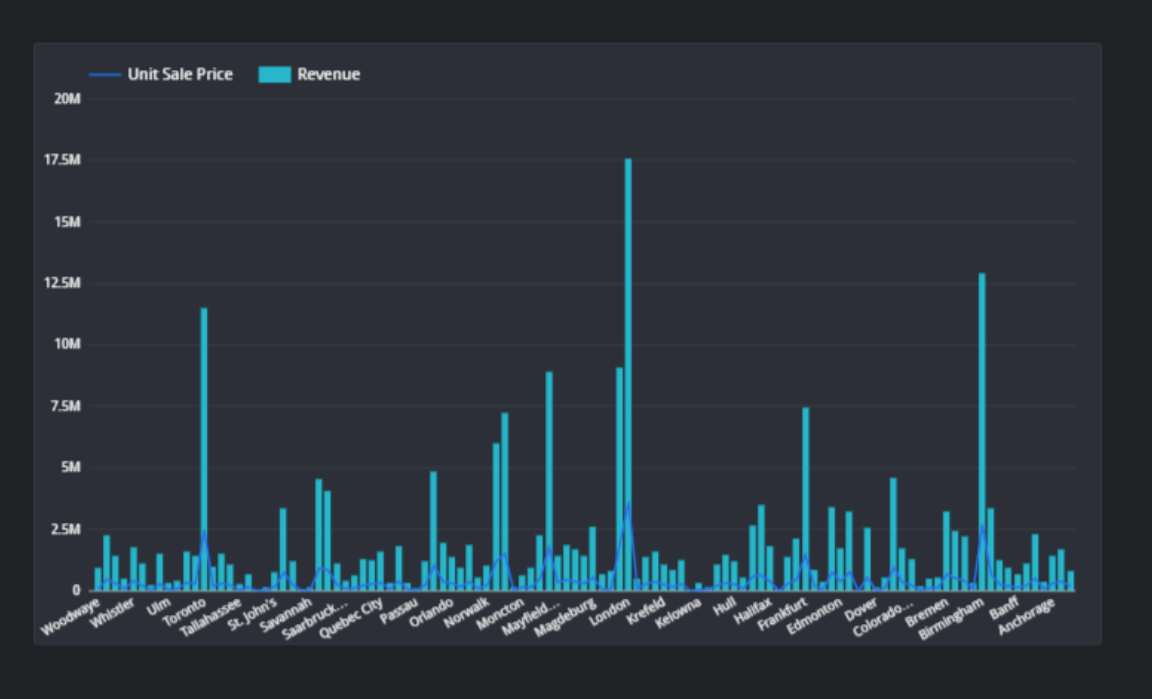 Unit Sale Price Revenue
20M
17.5M
15M
12.5M
10M
7.5M
5M
2.5M
0
Woodwaye Whistler Ulm Toronto Tallahassee St. John's Savannah Saarbruck... Quebec City Passau Orlando Norwalk Moncton Mayfield... Magdeburg London Krefeld Kelowna Hull Halifax Frankfurt Edmonton Dover Colorado... Bremen Birmingham Banff Anchorage